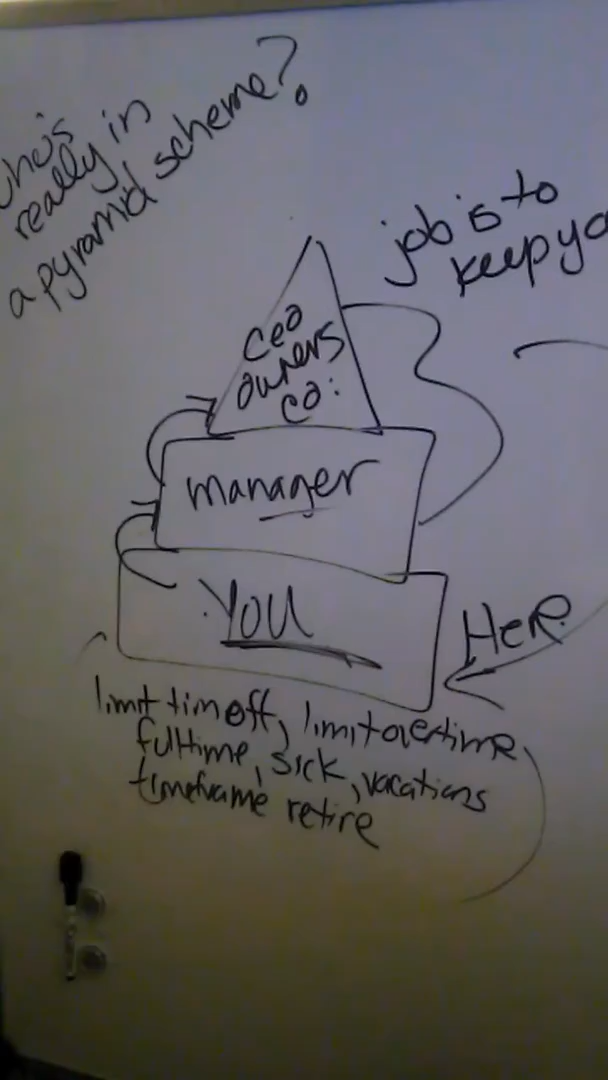 who's
really in
a pyramid scheme?
job is to
keep yo
CEO
owners
CO:
manager
YOU
Here
limit timoff, limit overtime
fulltime, sick, vacations
timeframe retire